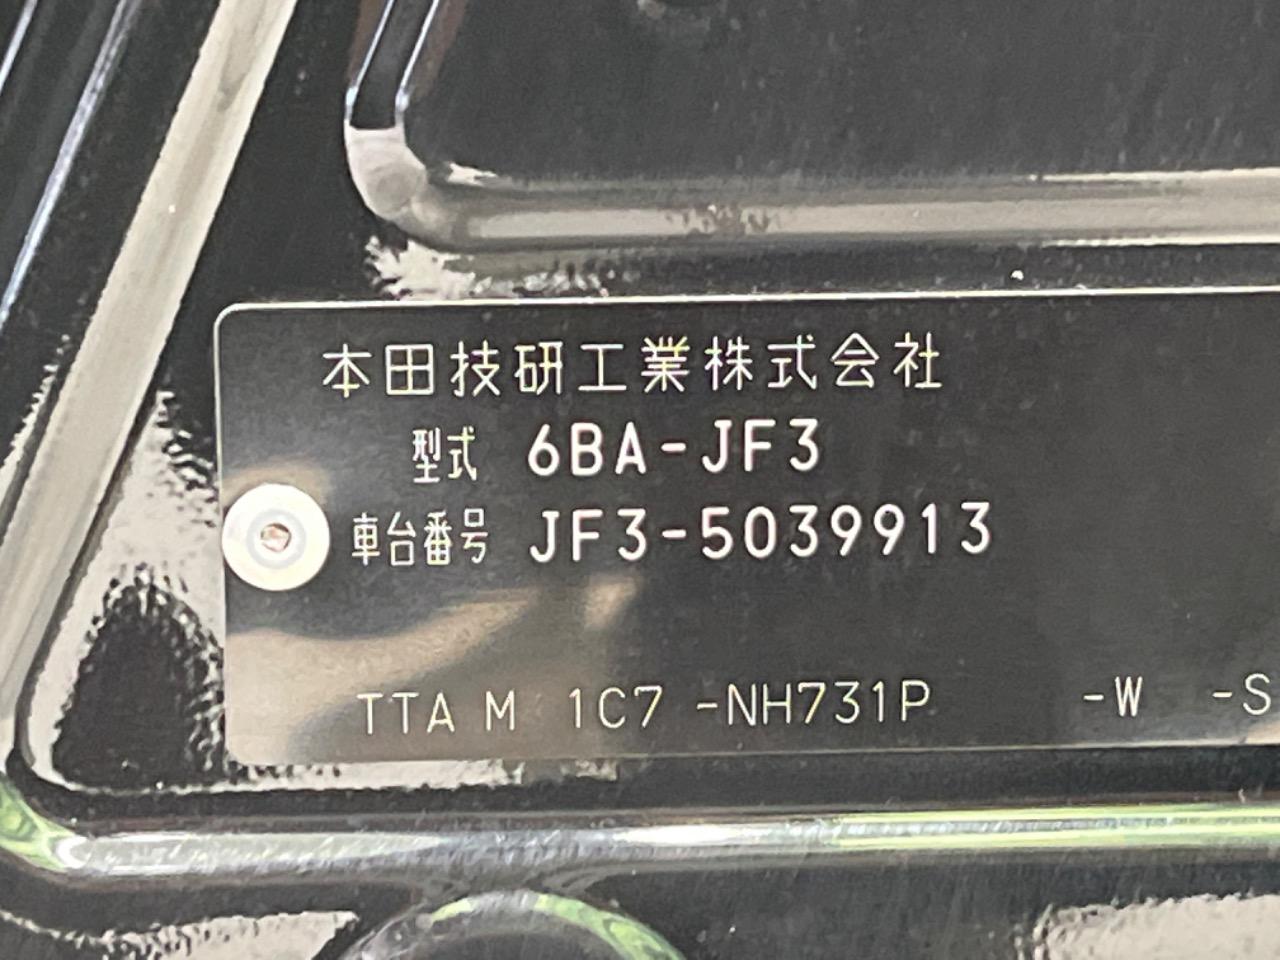 本田技研工業株式会社
型式 6BA-JF3
車台番号 JF3-5039913
TTA M 1C7 -NH731P -W -S